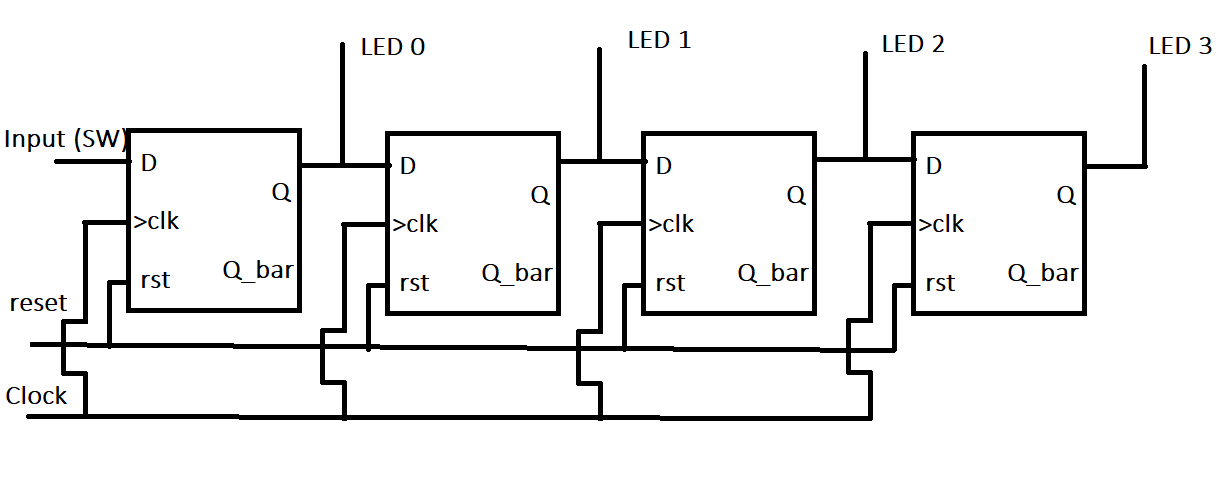 LED 0
LED 1
LED 2
LED 3
Input (SW)
D
Q
>clk
Q_bar
rst
D
Q
>clk
Q_bar
rst
D
Q
>clk
Q_bar
rst
D
Q
>clk
Q_bar
rst
reset
Clock